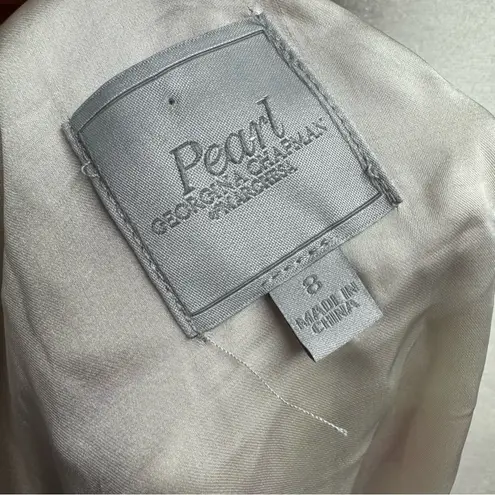 Pearl
GEORGINA CHAPMAN
OF MARCHESA
8
MADE IN
CHINA